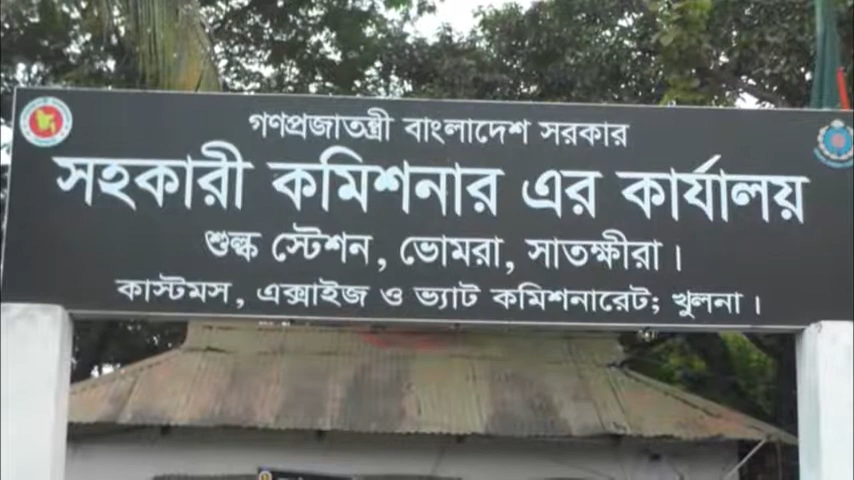 গণপ্রজাতন্ত্রী বাংলাদেশ সরকার
সহকারী কমিশনার এর কার্যালয়
শুল্ক স্টেশন, ভোমরা, সাতক্ষীরা।
কাস্টমস, এক্সাইজ ও ভ্যাট কমিশনারেট; খুলনা।